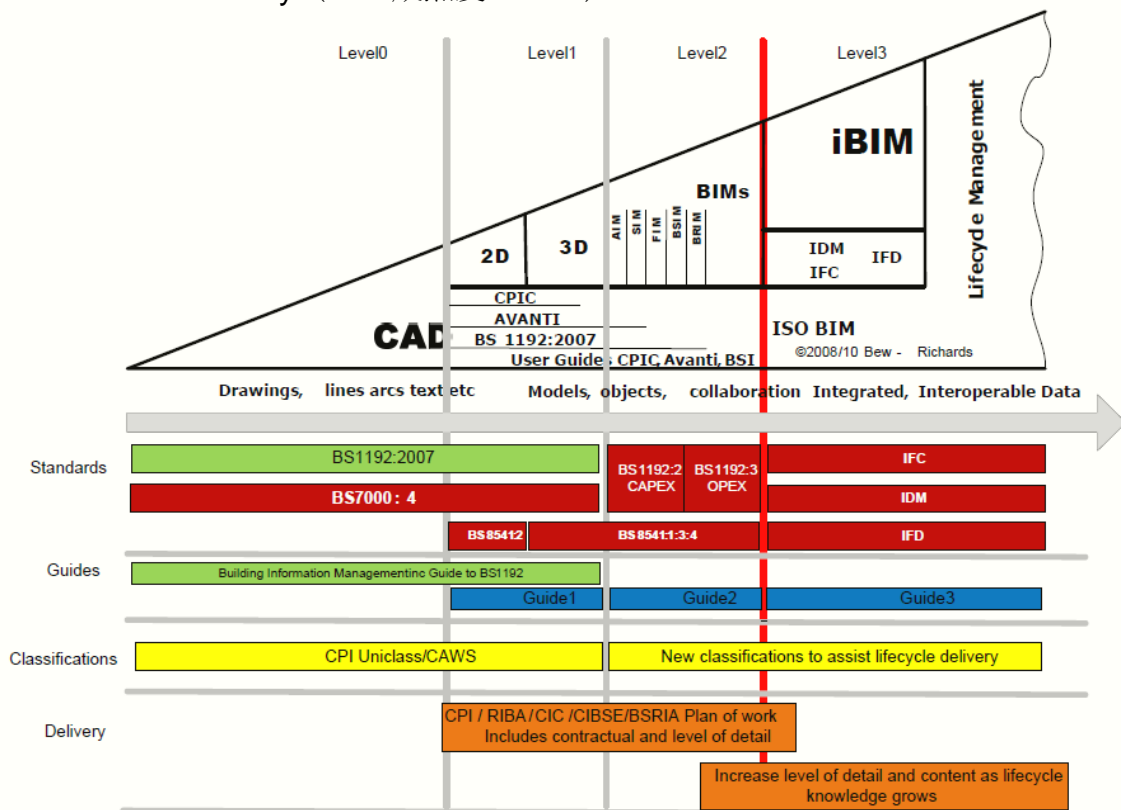 Level0 Level1 Level2 Level3
iBIM
Lifecycle Management
BIMs
AIM
SIM
FIM
BSIM
BRIM
2D 3D
IDM IFD
IFC
CPIC
AVANTI
CAD BS 1192:2007 ISO BIM
User Guides CPIC, Avanti, BSI ©2008/10 Bew - Richards
Drawings, lines arcs text etc Models, objects, collaboration Integrated, Interoperable Data
Standards
BS1192:2007
BS7000 : 4
BS1192:2
CAPEX
BS1192:3
OPEX
IFC
IDM
BS8541:2 BS8541:1:3:4 IFD
Guides
Building Information Managementinc Guide to BS1192
Guide1 Guide2 Guide3
Classifications
CPI Uniclass/CAWS New classifications to assist lifecycle delivery
Delivery
CPI / RIBA /CIC /CIBSE/BSRIA Plan of work
Includes contractual and level of detail
Increase level of detail and content as lifecycle
knowledge grows